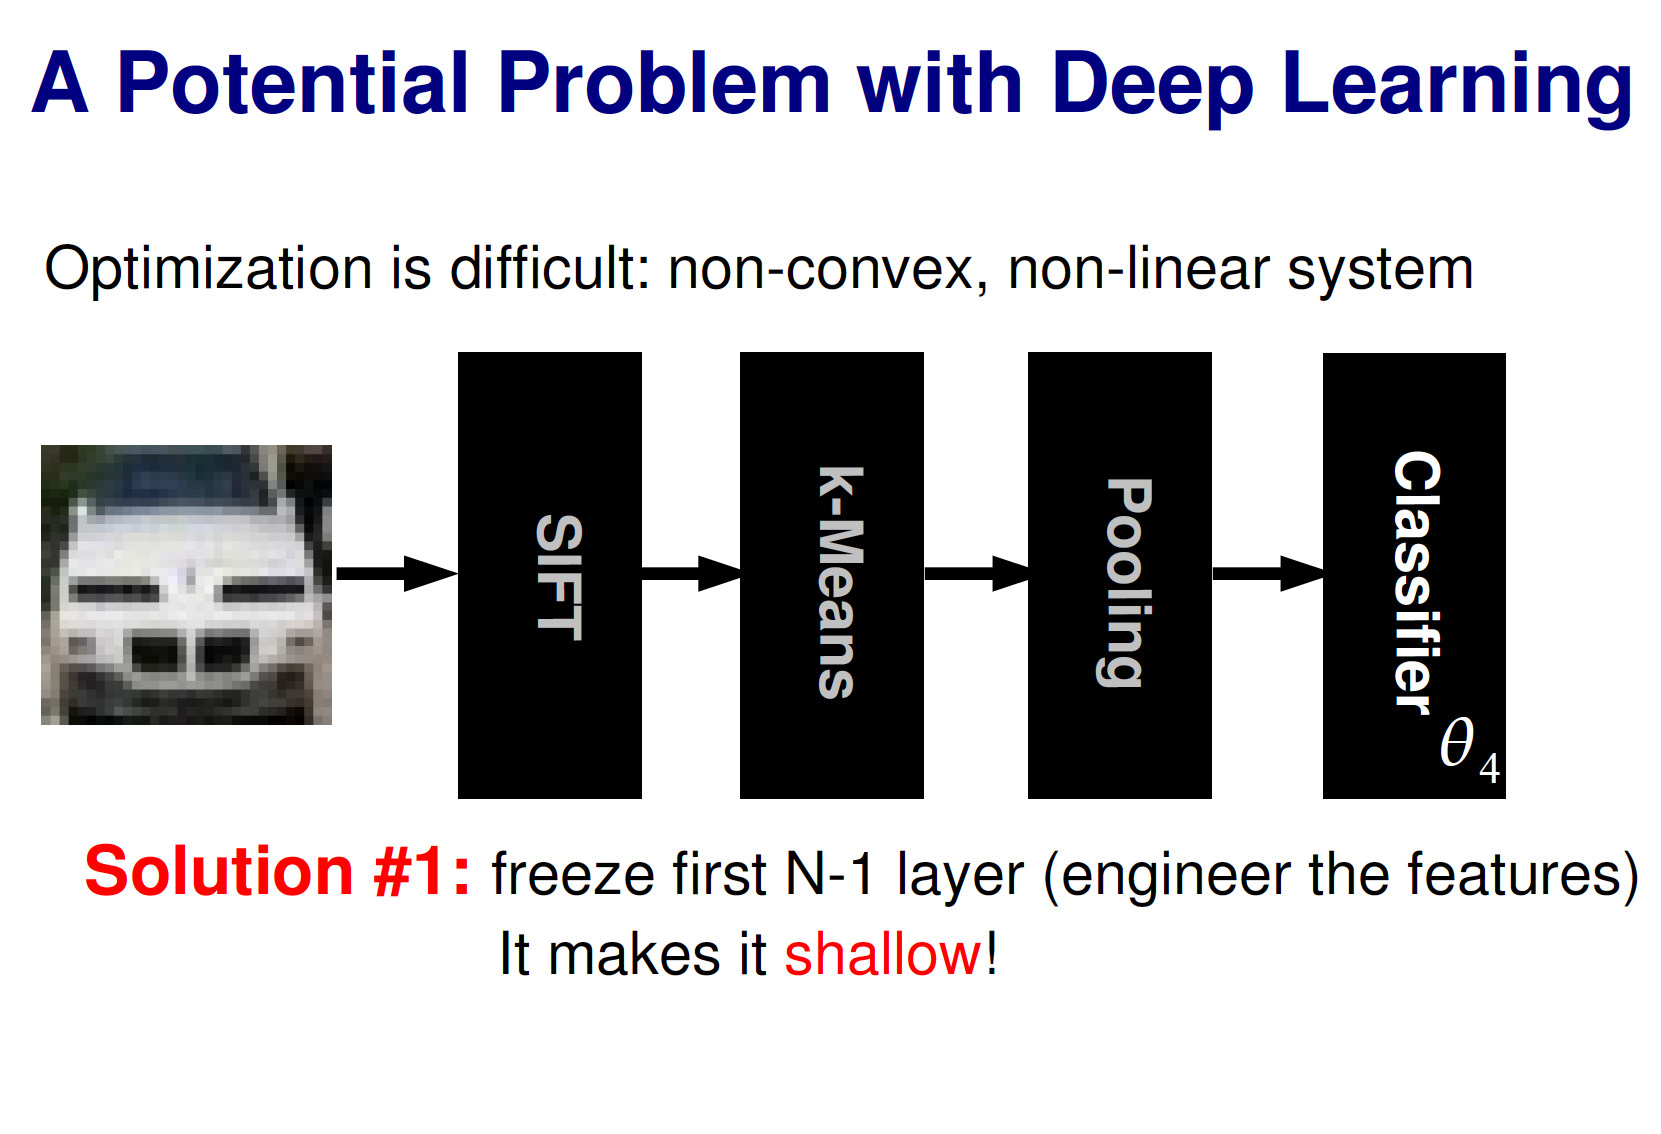 A Potential Problem with Deep Learning
Optimization is difficult: non-convex, non-linear system
SIFT
k-Means
Pooling
Classifier
θ4
Solution #1: freeze first N-1 layer (engineer the features)
It makes it shallow!